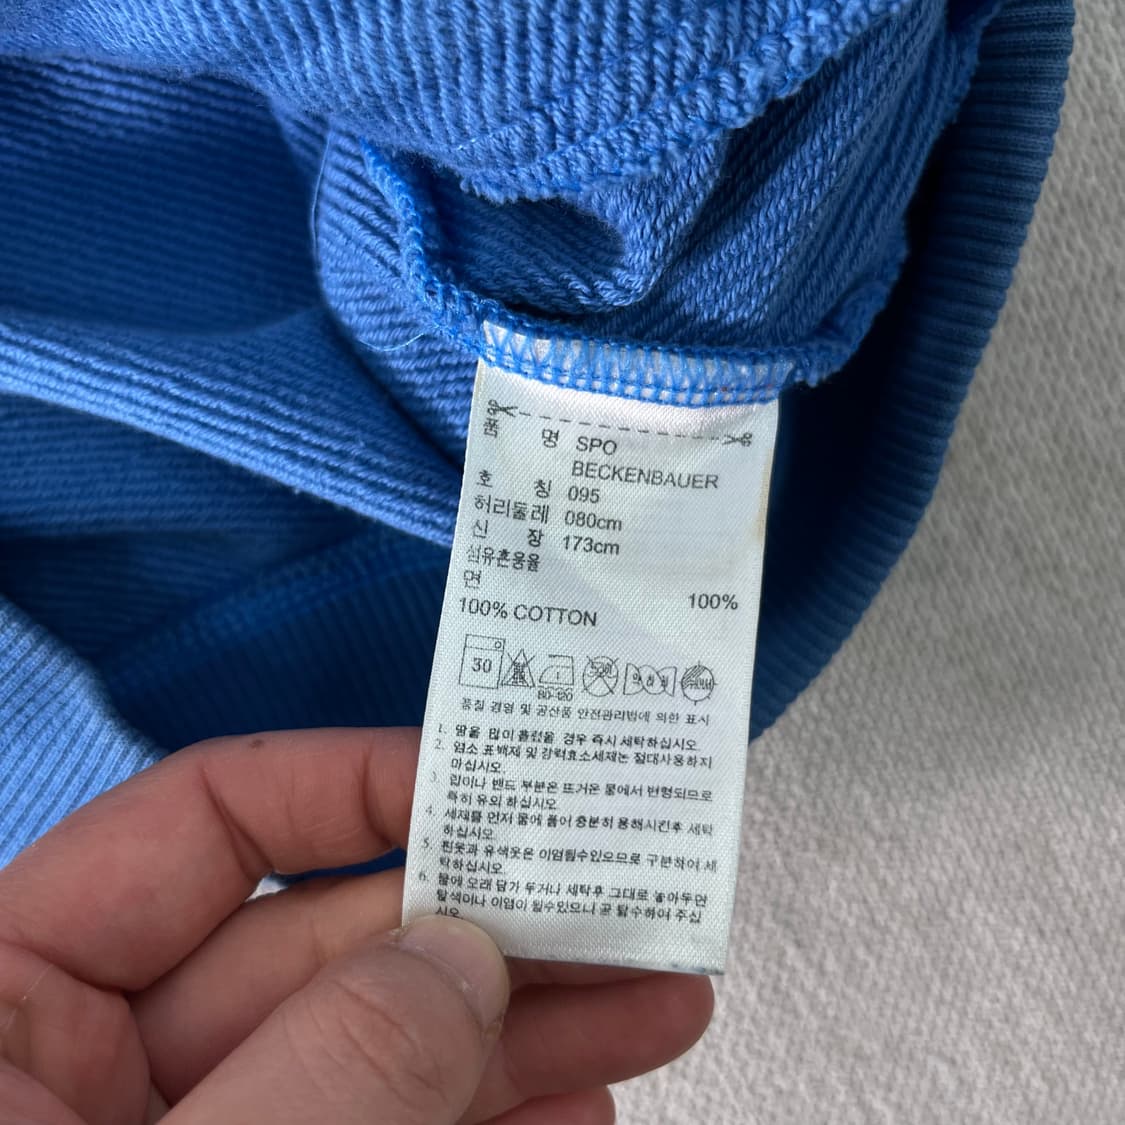 품 명 SPO
BECKENBAUER
호 칭 095
허리둘레 080cm
신 장 173cm
섬유혼용율
면 100%
100% COTTON
30
80-120
품질 경영 및 공산품 안전관리법에 의한 표시
1. 땀을 많이 흘렸을 경우 즉시 세탁하십시오.
2. 염소 표백제 및 강력효소세제는 절대사용하지
마십시오.
3. 립이나 밴드 부분은 뜨거운 물에서 변형되므로
특히 유의 하십시오.
4. 세제를 먼저 물에 풀어 충분히 용해시킨후 세탁
하십시오.
5. 흰옷과 유색옷은 이염될수있으므로 구분하여 세
탁하십시오.
6. 물에 오래 담가 두거나 세탁후 그대로 놓아두면
탈색이나 이염이 될수있으니 곧 탈수하여 주십
시오.